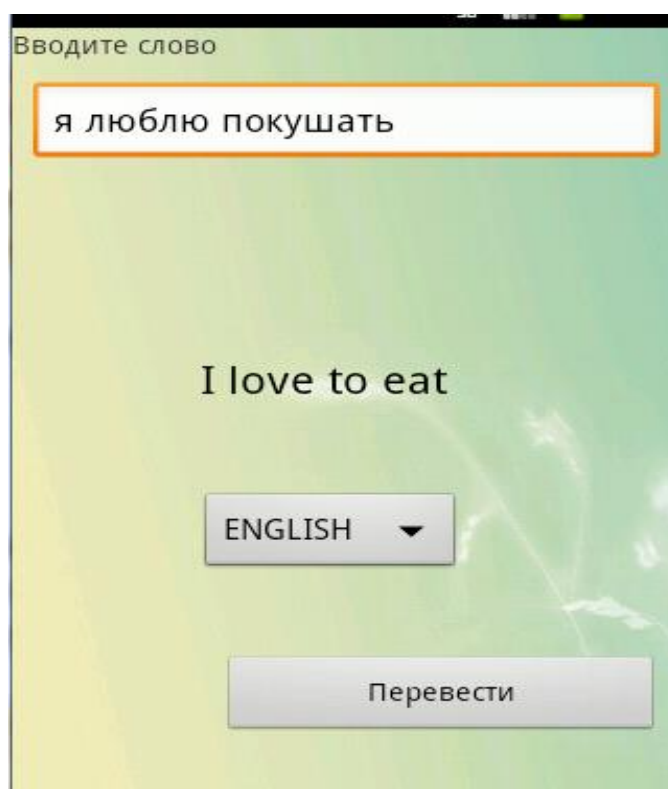 Вводите слово
я люблю покушать
I love to eat
ENGLISH
Перевести